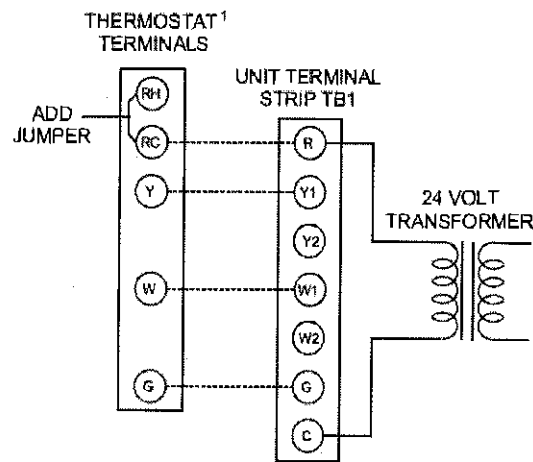 THERMOSTAT¹
TERMINALS
RH
ADD
JUMPER
RC
Y
W
G
UNIT TERMINAL
STRIP TB1
R
Y1
Y2
W1
W2
G
C
24 VOLT
TRANSFORMER